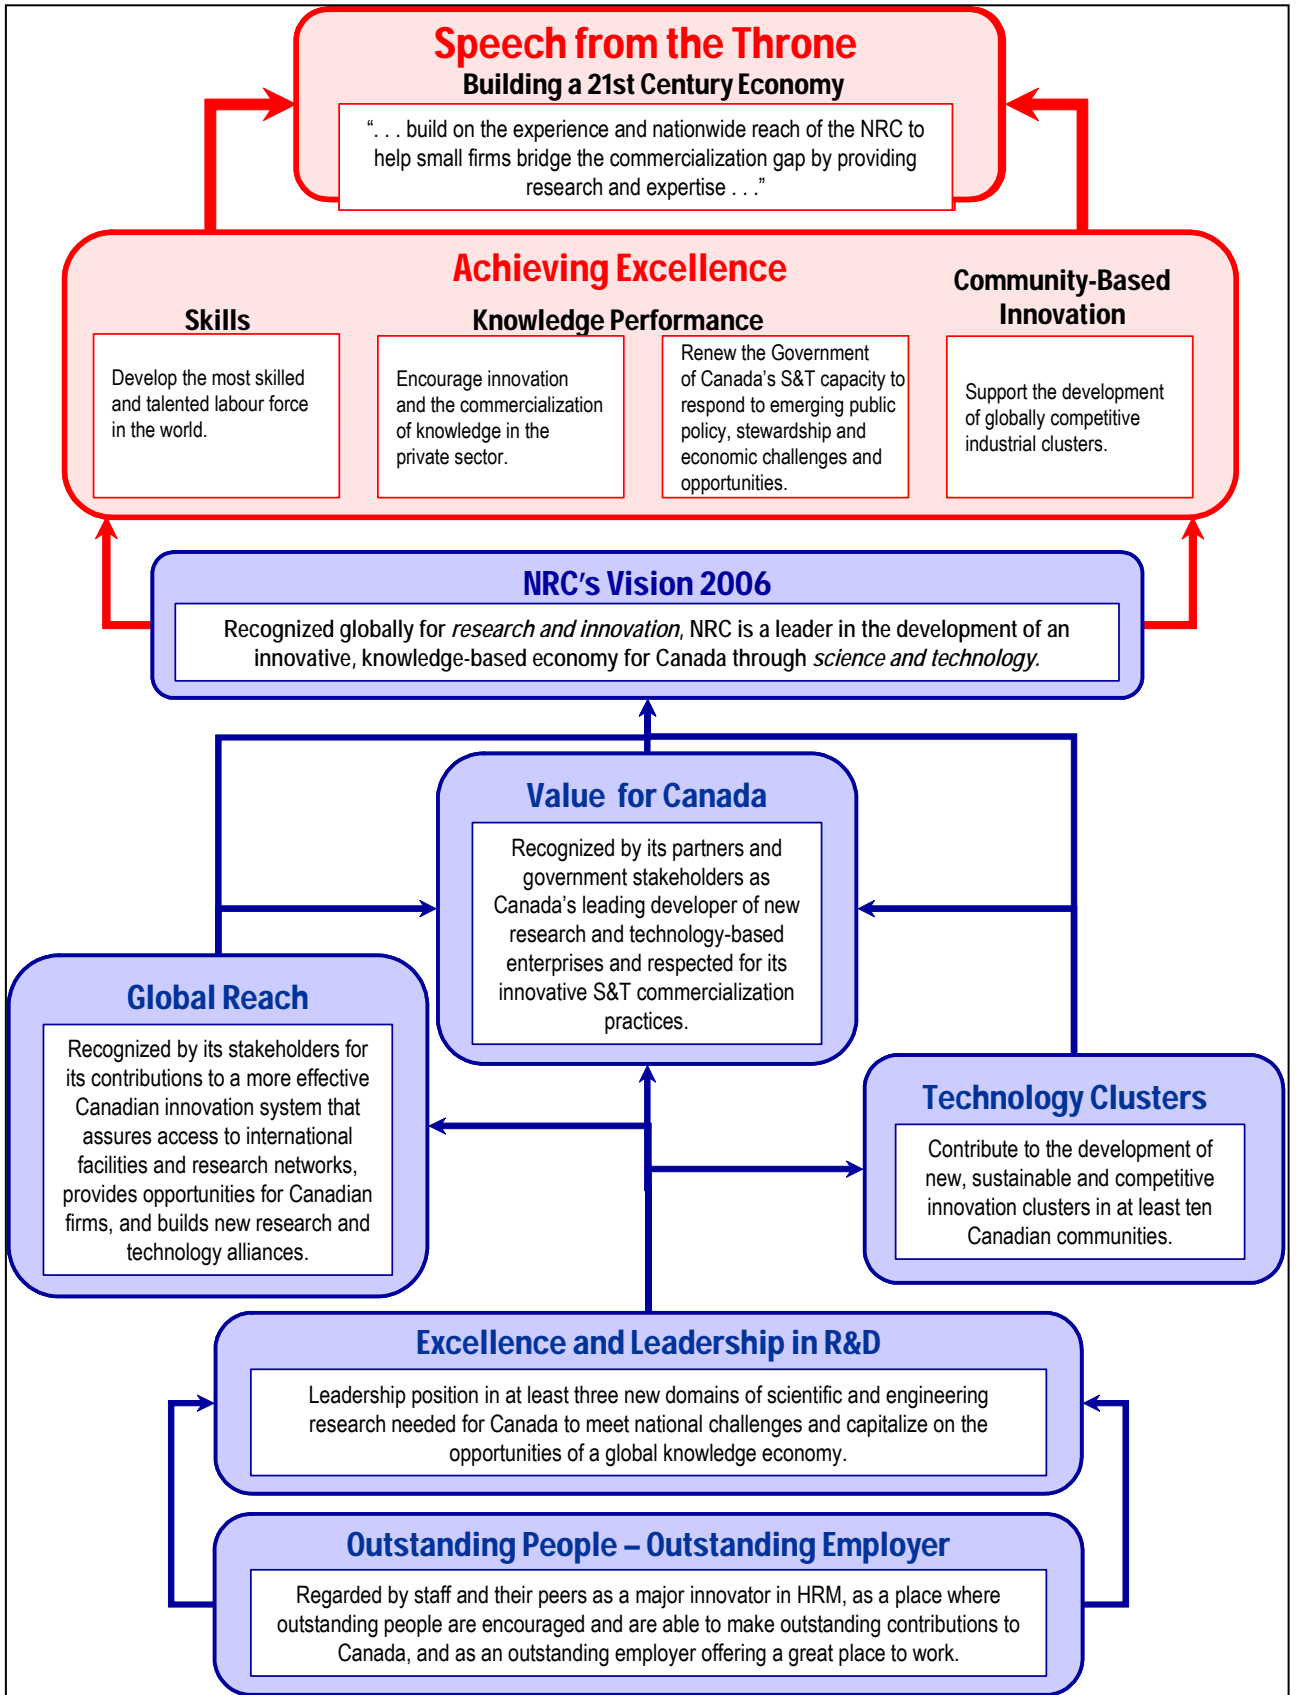 Speech from the Throne
Building a 21st Century Economy
“. . . build on the experience and nationwide reach of the NRC to
help small firms bridge the commercialization gap by providing
research and expertise . . .”
Achieving Excellence
Skills
Develop the most skilled
and talented labour force
in the world.
Knowledge Performance
Encourage innovation
and the commercialization
of knowledge in the
private sector.
Renew the Government
of Canada’s S&T capacity to
respond to emerging public
policy, stewardship and
economic challenges and
opportunities.
Community-Based
Innovation
Support the development
of globally competitive
industrial clusters.
NRC’s Vision 2006
Recognized globally for research and innovation, NRC is a leader in the development of an
innovative, knowledge-based economy for Canada through science and technology.
Value for Canada
Recognized by its partners and
government stakeholders as
Canada’s leading developer of new
research and technology-based
enterprises and respected for its
innovative S&T commercialization
practices.
Global Reach
Recognized by its stakeholders for
its contributions to a more effective
Canadian innovation system that
assures access to international
facilities and research networks,
provides opportunities for Canadian
firms, and builds new research and
technology alliances.
Technology Clusters
Contribute to the development of
new, sustainable and competitive
innovation clusters in at least ten
Canadian communities.
Excellence and Leadership in R&D
Leadership position in at least three new domains of scientific and engineering
research needed for Canada to meet national challenges and capitalize on the
opportunities of a global knowledge economy.
Outstanding People – Outstanding Employer
Regarded by staff and their peers as a major innovator in HRM, as a place where
outstanding people are encouraged and are able to make outstanding contributions to
Canada, and as an outstanding employer offering a great place to work.